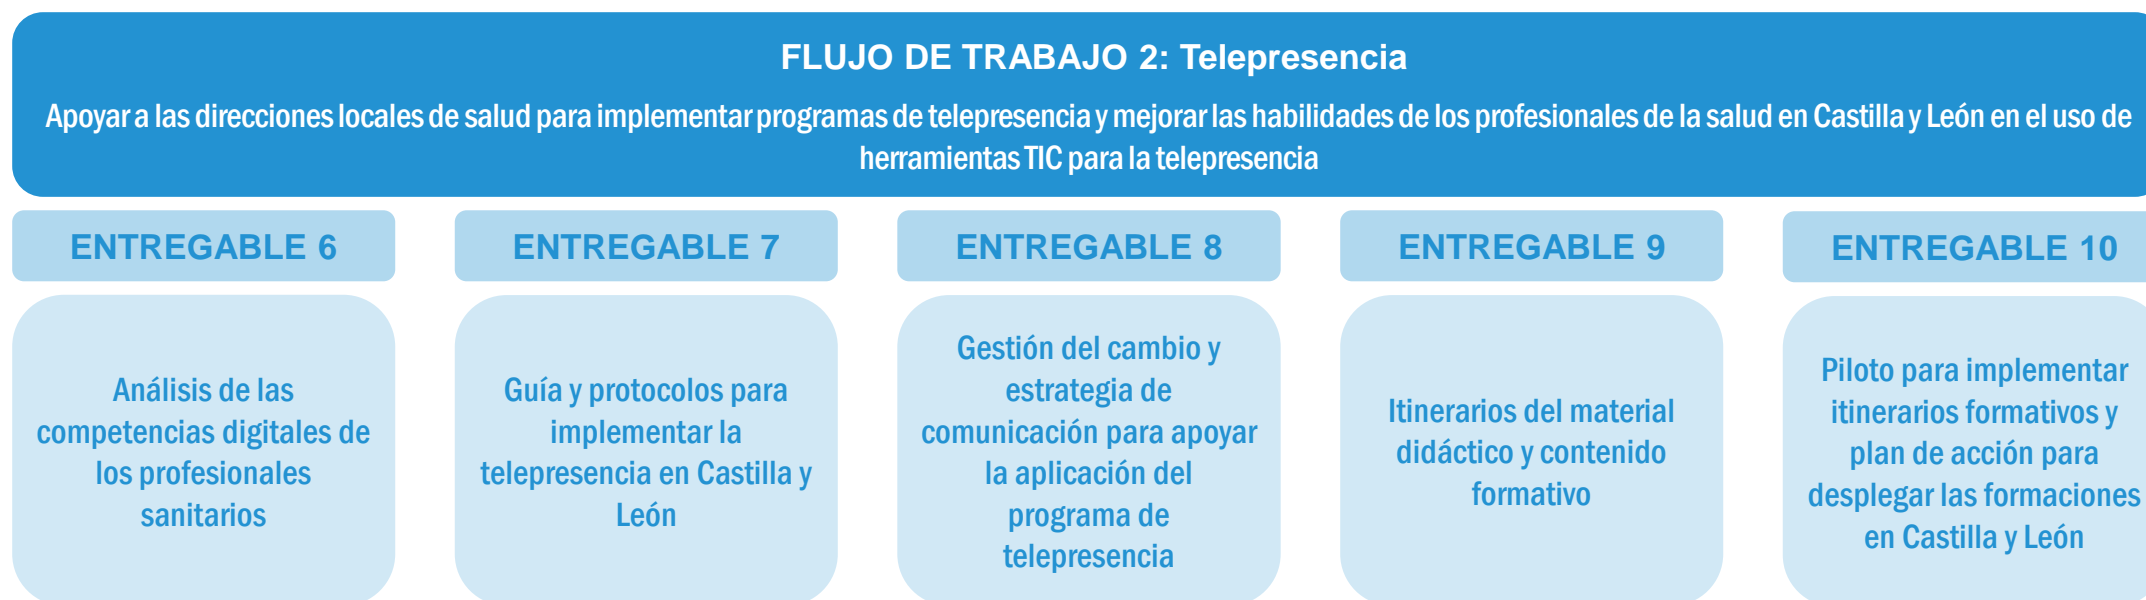 FLUJO DE TRABAJO 2: Telepresencia
Apoyar a las direcciones locales de salud para implementar programas de telepresencia y mejorar las habilidades de los profesionales de la salud en Castilla y León en el uso de
herramientas TIC para la telepresencia
ENTREGABLE 6
Análisis de las
competencias digitales de
los profesionales
sanitarios
ENTREGABLE 7
Guía y protocolos para
implementar la
telepresencia en Castilla y
León
ENTREGABLE 8
Gestión del cambio y
estrategia de
comunicación para apoyar
la aplicación del
programa de
telepresencia
ENTREGABLE 9
Itinerarios del material
didáctico y contenido
formativo
ENTREGABLE 10
Piloto para implementar
itinerarios formativos y
plan de acción para
desplegar las formaciones
en Castilla y León